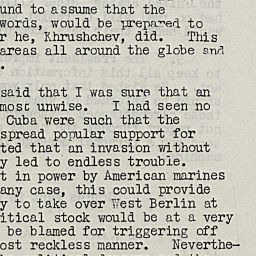 und to assume that the
words, would be prepared to
r he, Khrushchev, did. This
areas all around the globe and
.
said that I was sure that an
most unwise. I had seen no
Cuba were such that the
spread popular support for
ted that an invasion without
y led to endless trouble.
t in power by American marines
any case, this could provide
y to take over West Berlin at
itical stock would be at a very
be blamed for triggering off
ost reckless manner. Neverthe-